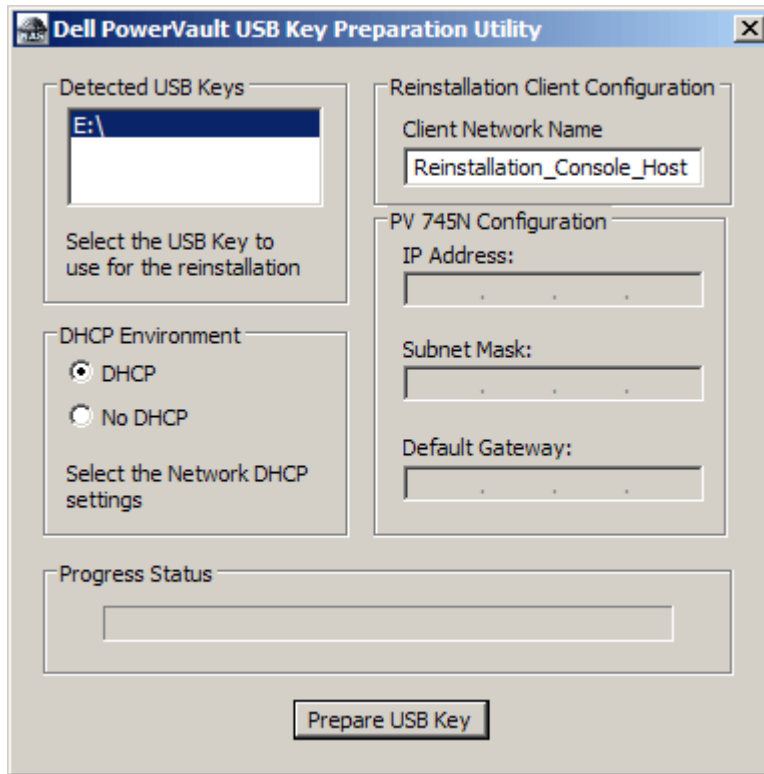 Dell PowerVault USB Key Preparation Utility
Detected USB Keys
E:\
Select the USB Key to
use for the reinstallation
DHCP Environment
DHCP
No DHCP
Select the Network DHCP
settings
Reinstallation Client Configuration
Client Network Name
Reinstallation_Console_Host
PV 745N Configuration
IP Address:
. . .
Subnet Mask:
. . .
Default Gateway:
. . .
Progress Status
Prepare USB Key